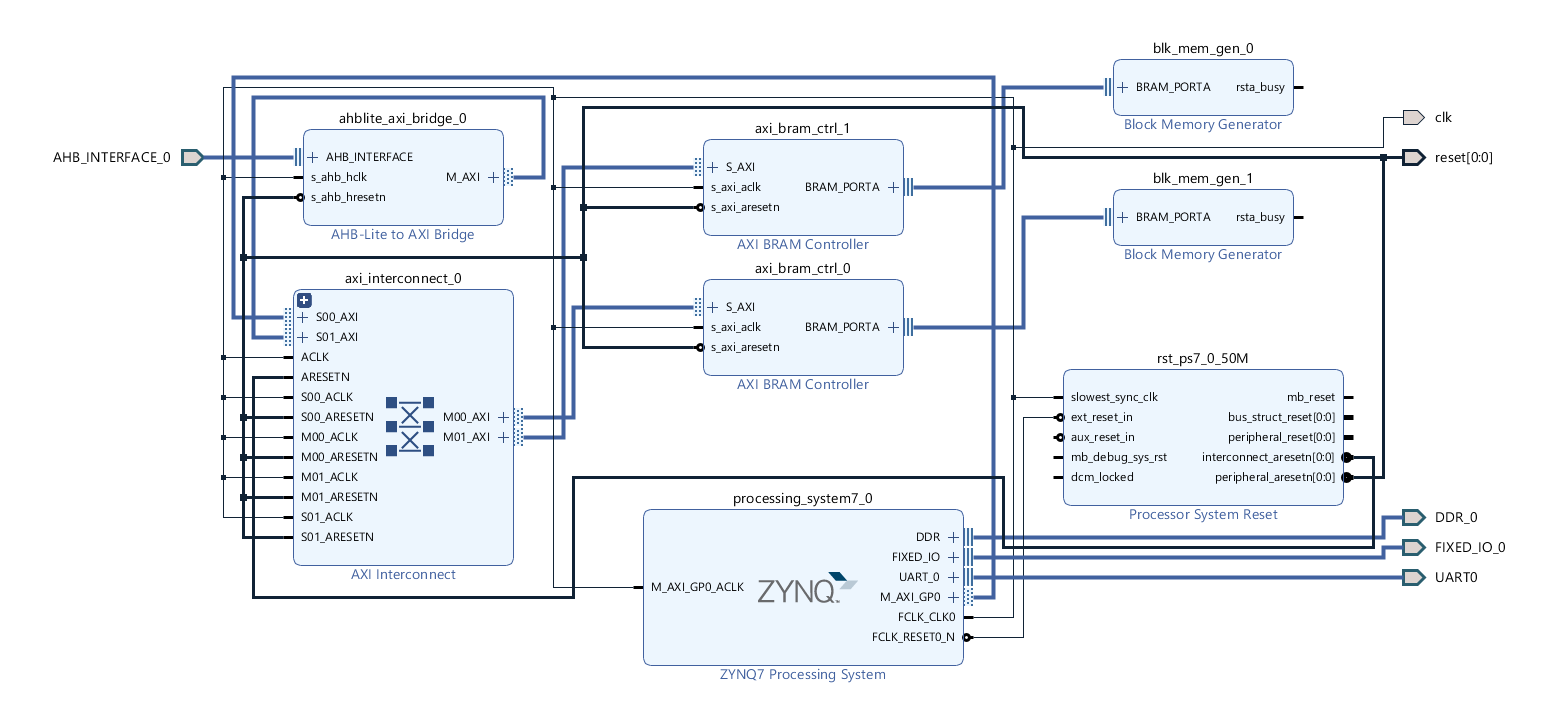 AHB_INTERFACE_0
ahblite_axi_bridge_0
AHB_INTERFACE
s_ahb_hclk
s_ahb_hresetn
M_AXI
AHB-Lite to AXI Bridge
axi_interconnect_0
S00_AXI
S01_AXI
ACLK
ARESETN
S00_ACLK
S00_ARESETN
M00_ACLK
M00_ARESETN
M01_ACLK
M01_ARESETN
S01_ACLK
S01_ARESETN
M00_AXI
M01_AXI
AXI Interconnect
axi_bram_ctrl_1
S_AXI
s_axi_aclk
s_axi_aresetn
BRAM_PORTA
AXI BRAM Controller
axi_bram_ctrl_0
S_AXI
s_axi_aclk
s_axi_aresetn
BRAM_PORTA
AXI BRAM Controller
processing_system7_0
M_AXI_GP0_ACLK
ZYNQ
DDR
FIXED_IO
UART_0
M_AXI_GP0
FCLK_CLK0
FCLK_RESET0_N
ZYNQ7 Processing System
blk_mem_gen_0
BRAM_PORTA
rsta_busy
Block Memory Generator
blk_mem_gen_1
BRAM_PORTA
rsta_busy
Block Memory Generator
rst_ps7_0_50M
slowest_sync_clk
ext_reset_in
aux_reset_in
mb_debug_sys_rst
dcm_locked
mb_reset
bus_struct_reset[0:0]
peripheral_reset[0:0]
interconnect_aresetn[0:0]
peripheral_aresetn[0:0]
Processor System Reset
clk
reset[0:0]
DDR_0
FIXED_IO_0
UART0